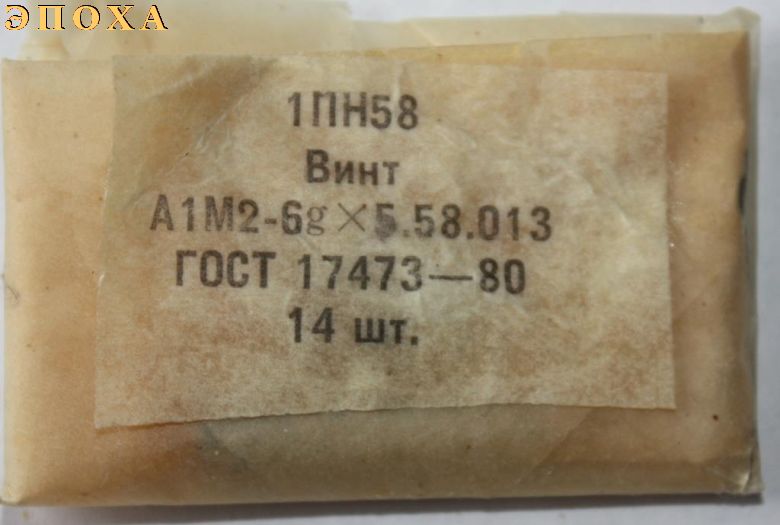 ЭПОХА
1ПН58
Винт
А1М2-6g×5.58.013
ГОСТ 17473—80
14 шт.